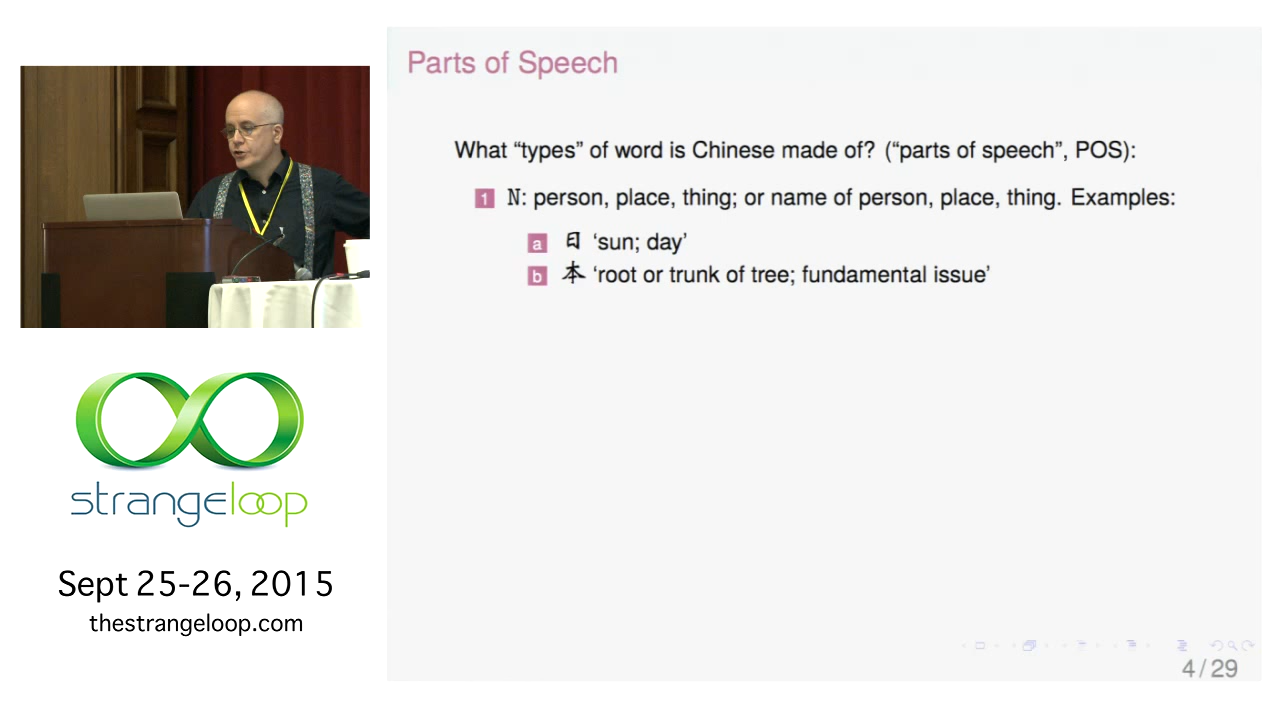 Parts of Speech
What “types” of word is Chinese made of? (“parts of speech”, POS):
1 N: person, place, thing; or name of person, place, thing. Examples:
a 日 ‘sun; day’
b 本 ‘root or trunk of tree; fundamental issue’
strangeloop
Sept 25-26, 2015
thestrangeloop.com
4 / 29